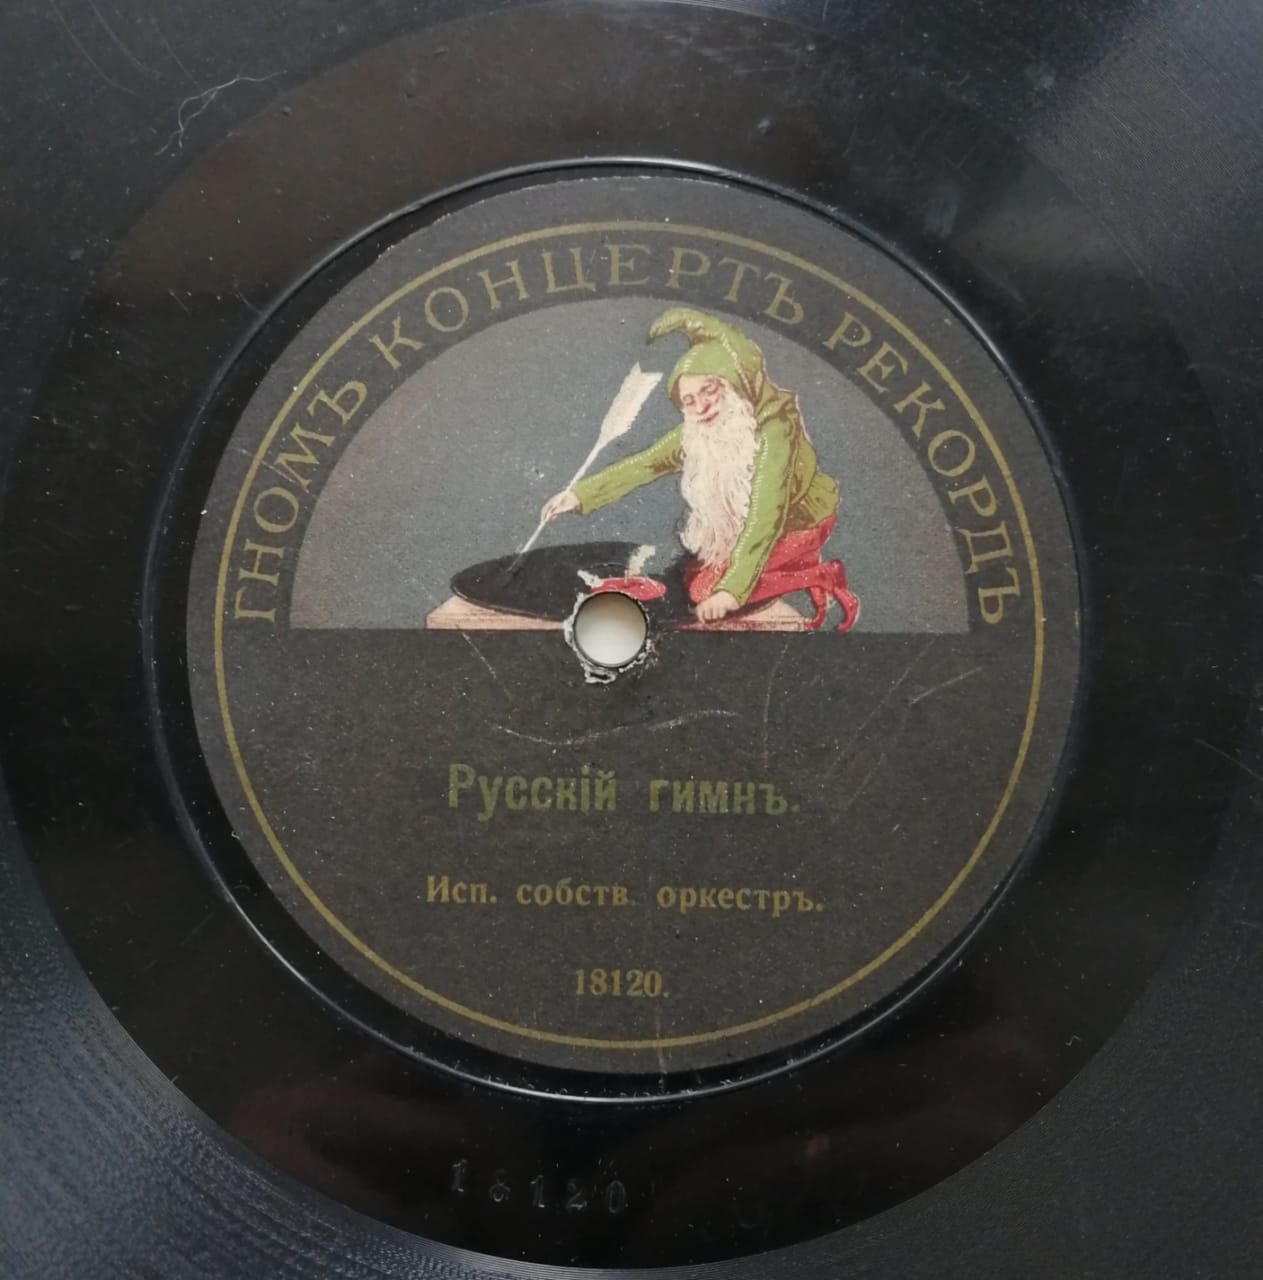 ГНОМЪ КОНЦЕРТЪ РЕКОРДЪ
Русскій гимнъ.
Исп. собств. оркестръ.
18120.
18120